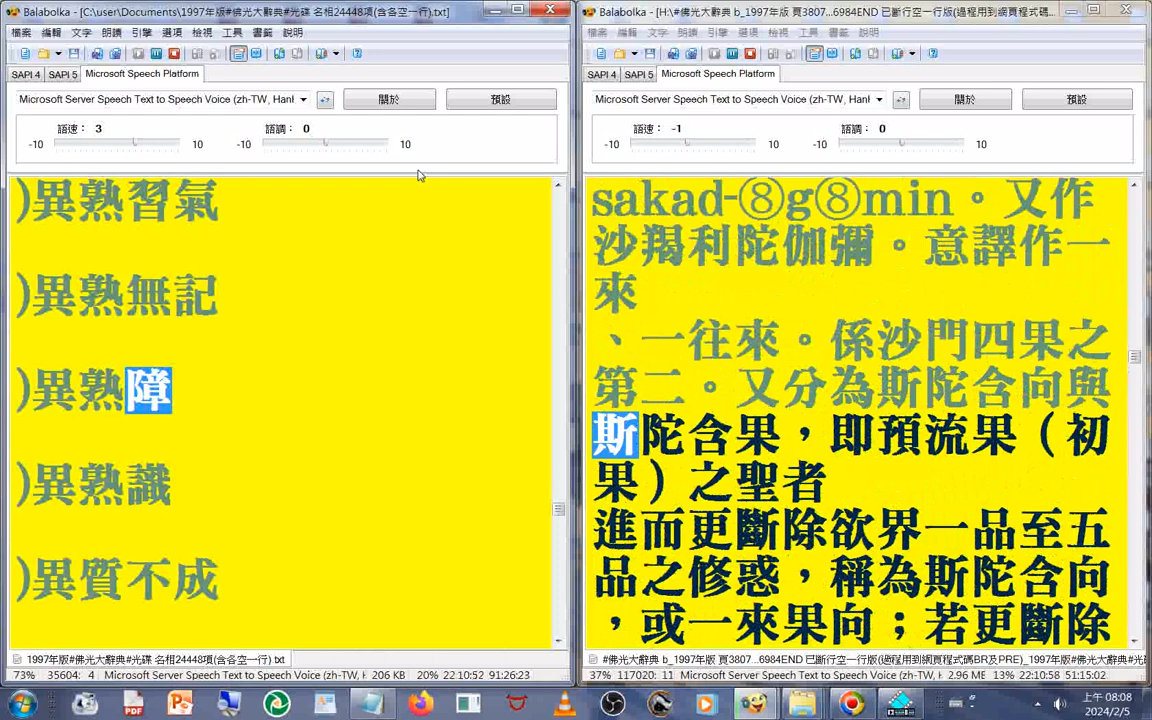 Balabolka - [C:\user\Documents\1997年版#佛光大辭典#光碟 名相24448項(含各空一行).txt]
檔案 編輯 文字 朗讀 引擎 選項 檢視 工具 書籤 說明
SAPI 4 SAPI 5 Microsoft Speech Platform
Microsoft Server Speech Text to Speech Voice (zh-TW, Hanl
關於 預設
語速： 3 語調： 0
-10 10 -10 10
)異熟習氣
)異熟無記
)異熟障
)異熟識
)異質不成
1997年版#佛光大辭典#光碟 名相24448項(含各空一行).txt
73% 35604: 4 Microsoft Server Speech Text to Speech Voice (zh-TW, H 206 KB 20% 22:10:52 91:26:23
Balabolka - [H:\#佛光大辭典 b_1997年版 頁3807...6984END 已斷行空一行版(過程用到網頁程式碼...
檔案 編輯 文字 朗讀 引擎 選項 檢視 工具 書籤 說明
SAPI 4 SAPI 5 Microsoft Speech Platform
Microsoft Server Speech Text to Speech Voice (zh-TW, Hanl
關於 預設
語速： -1 語調： 0
-10 10 -10 10
sakad-⑧g⑧min。又作
沙羯利陀伽彌。意譯作一
來
、一往來。係沙門四果之
第二。又分為斯陀含向與
斯陀含果，即預流果（初
果）之聖者
進而更斷除欲界一品至五
品之修惑，稱為斯陀含向
，或一來果向；若更斷除
#佛光大辭典 b_1997年版 頁3807...6984END 已斷行空一行版(過程用到網頁程式碼BR及PRE)_1997年版#佛光大辭典#光
37% 117020: 11 Microsoft Server Speech Text to Speech Voice (zh-TW, H 2.96 MB 13% 22:10:58 51:15:02
上午 08:08
2024/2/5